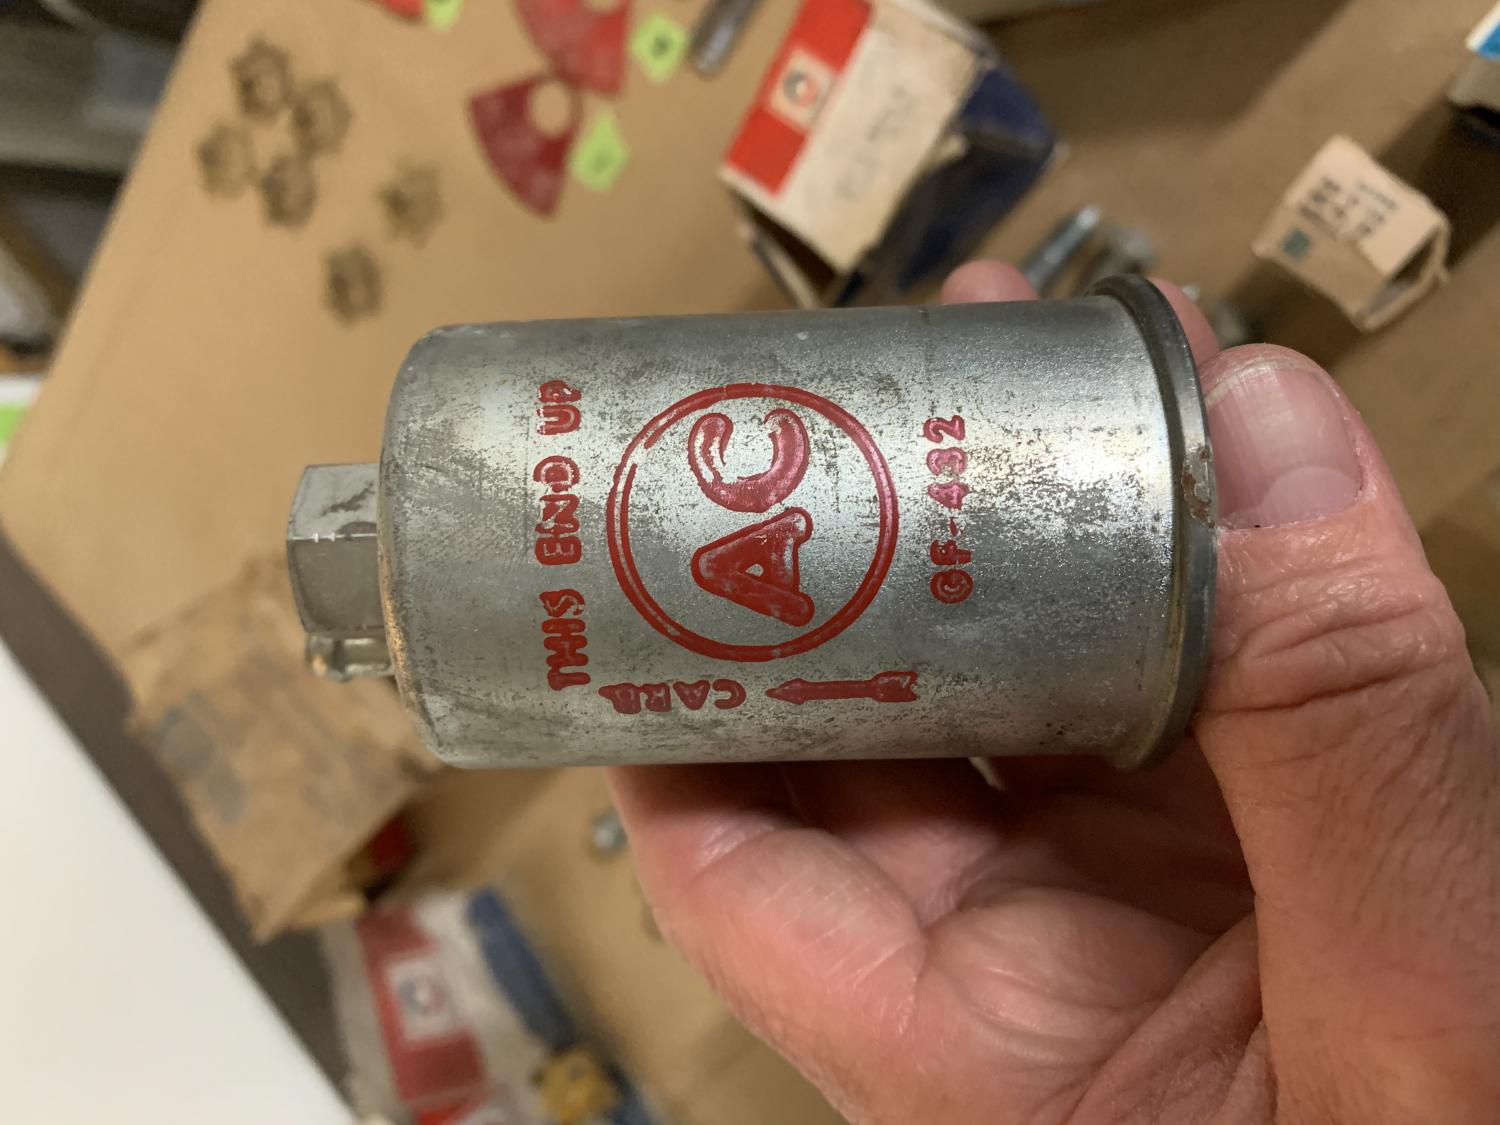 THIS END UP
AC
GF-432
CARB